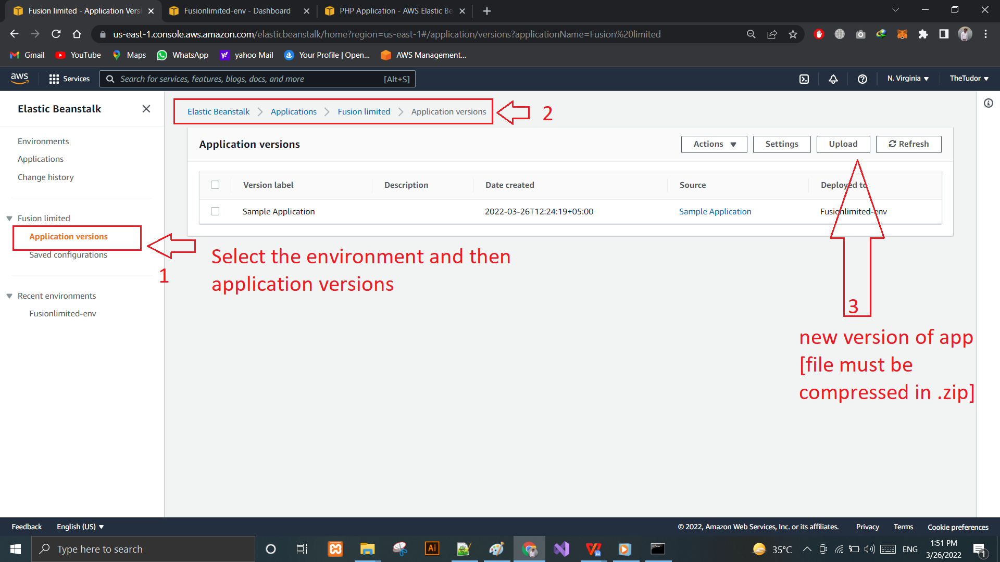 Fusion limited - Application Versi
Fusionlimited-env - Dashboard
PHP Application - AWS Elastic Be
us-east-1.console.aws.amazon.com/elasticbeanstalk/home?region=us-east-1#/application/versions?applicationName=Fusion%20limited
Gmail YouTube Maps WhatsApp yahoo Mail Your Profile | Open... AWS Management...
aws Services Search for services, features, blogs, docs, and more [Alt+S] N. Virginia TheTudor
Elastic Beanstalk
Environments
Applications
Change history
Fusion limited
Application versions
Saved configurations
Recent environments
Fusionlimited-env
1
Elastic Beanstalk Applications Fusion limited Application versions
2
Application versions
Actions Settings Upload Refresh
Version label Description Date created Source Deployed to
Sample Application 2022-03-26T12:24:19+05:00 Sample Application Fusionlimited-env
Select the environment and then
application versions
3
new version of app
[file must be
compressed in .zip]
Feedback English (US) © 2022, Amazon Web Services, Inc. or its affiliates. Privacy Terms Cookie preferences
Type here to search
Ai
35°C ENG
1:51 PM
3/26/2022
1